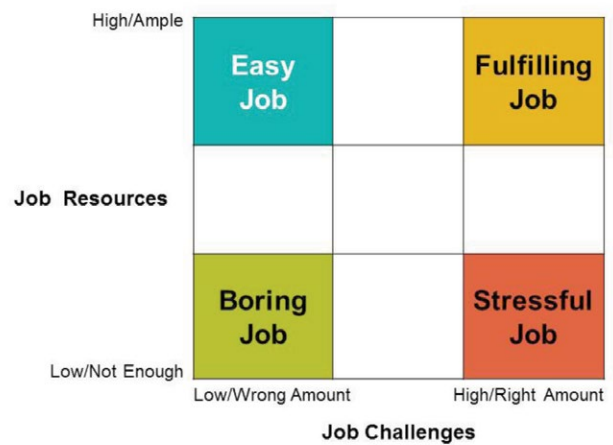 High/Ample
Easy
Job
Fulfilling
Job
Job Resources
Boring
Job
Stressful
Job
Low/Not Enough
Low/Wrong Amount
High/Right Amount
Job Challenges